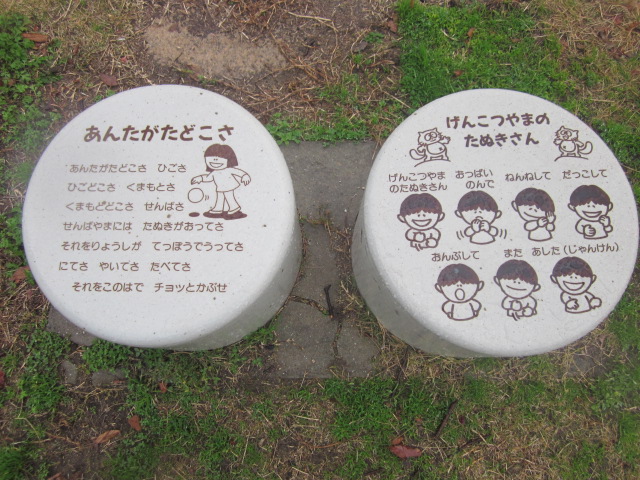 あんたがたどこさ
あんたがたどこさ ひごさ
ひごどこさ くまもとさ
くまもとどこさ せんばさ
せんばやまには たぬきがおってさ
それをりょうしが てっぽうでうってさ
にてさ やいてさ たべてさ
それをこのはで チョッとかぶせ
げんこつやまの
たぬきさん
げんこつやま
のたぬきさん
おっぱい
のんで
ねんねして
だっこして
おんぶして
また あした(じゃんけん)